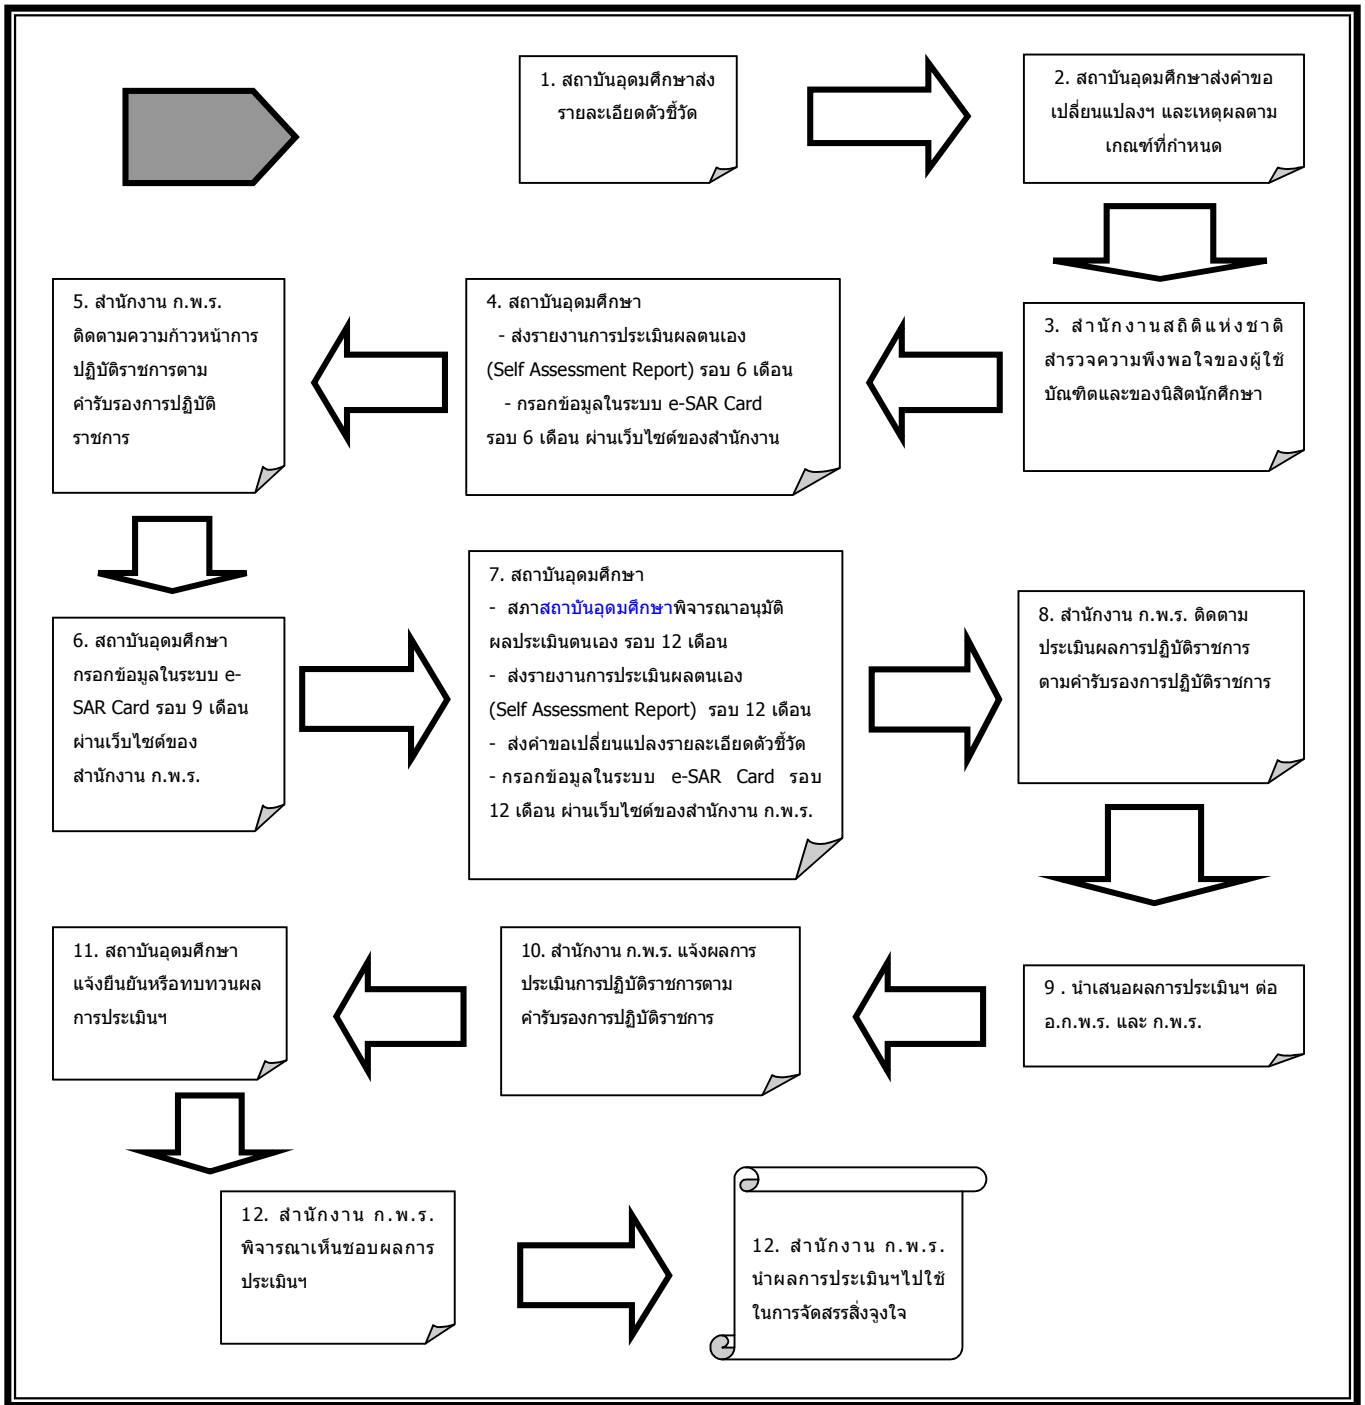 1. สถาบันอุดมศึกษาส่ง
รายละเอียดตัวชี้วัด
2. สถาบันอุดมศึกษาส่งคำขอ
เปลี่ยนแปลงฯ และเหตุผลตาม
เกณฑ์ที่กำหนด
3. สำนักงานสถิติแห่งชาติ
สำรวจความพึงพอใจของผู้ใช้
บัณฑิตและของนิสิตนักศึกษา
4. สถาบันอุดมศึกษา
- ส่งรายงานการประเมินผลตนเอง
(Self Assessment Report) รอบ 6 เดือน
- กรอกข้อมูลในระบบ e-SAR Card
รอบ 6 เดือน ผ่านเว็บไซต์ของสำนักงาน
5. สำนักงาน ก.พ.ร.
ติดตามความก้าวหน้าการ
ปฏิบัติราชการตาม
คำรับรองการปฏิบัติ
ราชการ
6. สถาบันอุดมศึกษา
กรอกข้อมูลในระบบ e-
SAR Card รอบ 9 เดือน
ผ่านเว็บไซต์ของ
สำนักงาน ก.พ.ร.
7. สถาบันอุดมศึกษา
- สภาสถาบันอุดมศึกษาพิจารณาอนุมัติ
ผลประเมินตนเอง รอบ 12 เดือน
- ส่งรายงานการประเมินผลตนเอง
(Self Assessment Report) รอบ 12 เดือน
- ส่งคำขอเปลี่ยนแปลงรายละเอียดตัวชี้วัด
- กรอกข้อมูลในระบบ e-SAR Card รอบ
12 เดือน ผ่านเว็บไซต์ของสำนักงาน ก.พ.ร.
8. สำนักงาน ก.พ.ร. ติดตาม
ประเมินผลการปฏิบัติราชการ
ตามคำรับรองการปฏิบัติราชการ
9 . นำเสนอผลการประเมินฯ ต่อ
อ.ก.พ.ร. และ ก.พ.ร.
10. สำนักงาน ก.พ.ร. แจ้งผลการ
ประเมินการปฏิบัติราชการตาม
คำรับรองการปฏิบัติราชการ
11. สถาบันอุดมศึกษา
แจ้งยืนยันหรือทบทวนผล
การประเมินฯ
12. สำนักงาน ก.พ.ร.
พิจารณาเห็นชอบผลการ
ประเมินฯ
12. สำนักงาน ก.พ.ร.
นำผลการประเมินฯไปใช้
ในการจัดสรรสิ่งจูงใจ